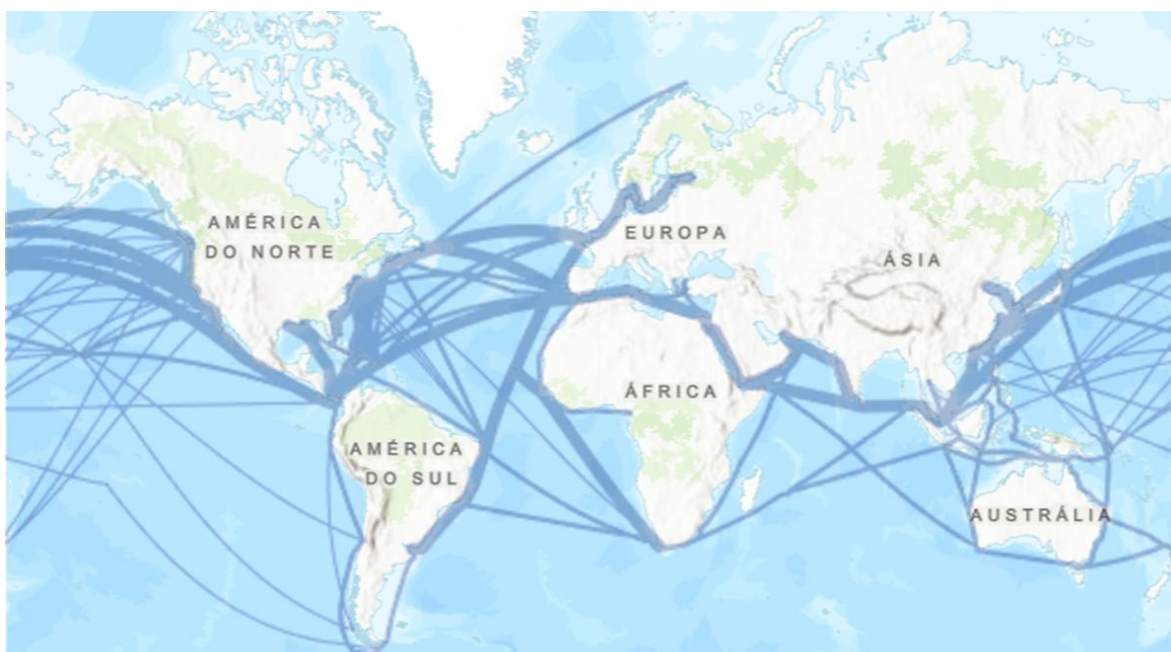 AMÉRICA
DO NORTE
EUROPA
ÁSIA
ÁFRICA
AMÉRICA
DO SUL
AUSTRÁLIA